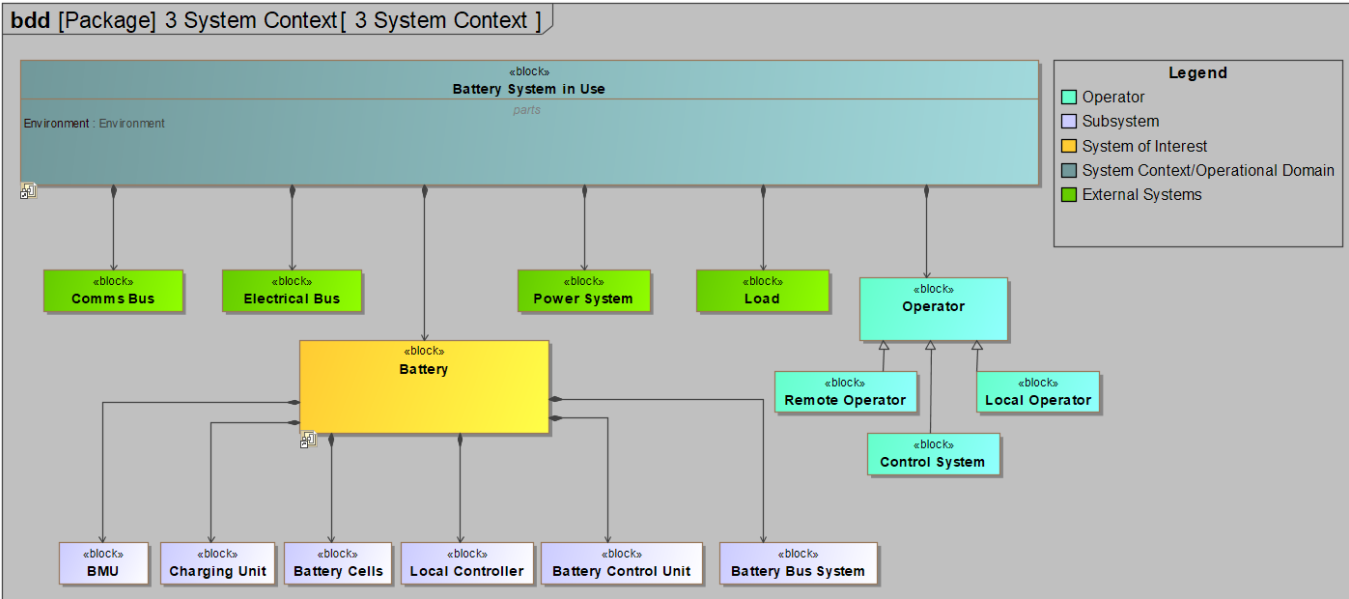 bdd [Package] 3 System Context[ 3 System Context ]
«block»
Battery System in Use
parts
Environment : Environment
Legend
Operator
Subsystem
System of Interest
System Context/Operational Domain
External Systems
«block»
Comms Bus
«block»
Electrical Bus
«block»
Power System
«block»
Load
«block»
Operator
«block»
Battery
«block»
Remote Operator
«block»
Local Operator
«block»
Control System
«block»
BMU
«block»
Charging Unit
«block»
Battery Cells
«block»
Local Controller
«block»
Battery Control Unit
«block»
Battery Bus System